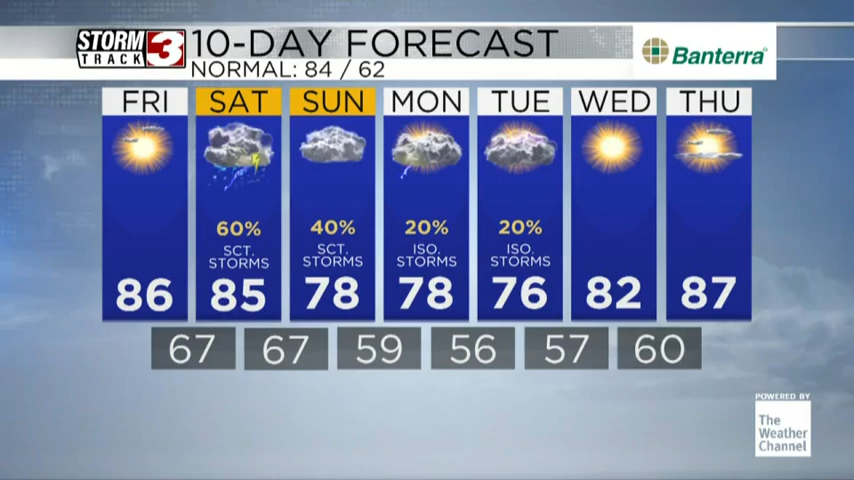 STORM
TRACK
3
10-DAY FORECAST
NORMAL: 84 / 62
Banterra
FRI SAT SUN MON TUE WED THU
60% 40% 20% 20%
SCT. SCT. ISO. ISO.
STORMS STORMS STORMS STORMS
86 85 78 78 76 82 87
67 67 59 56 57 60
POWERED BY
The
Weather
Channel